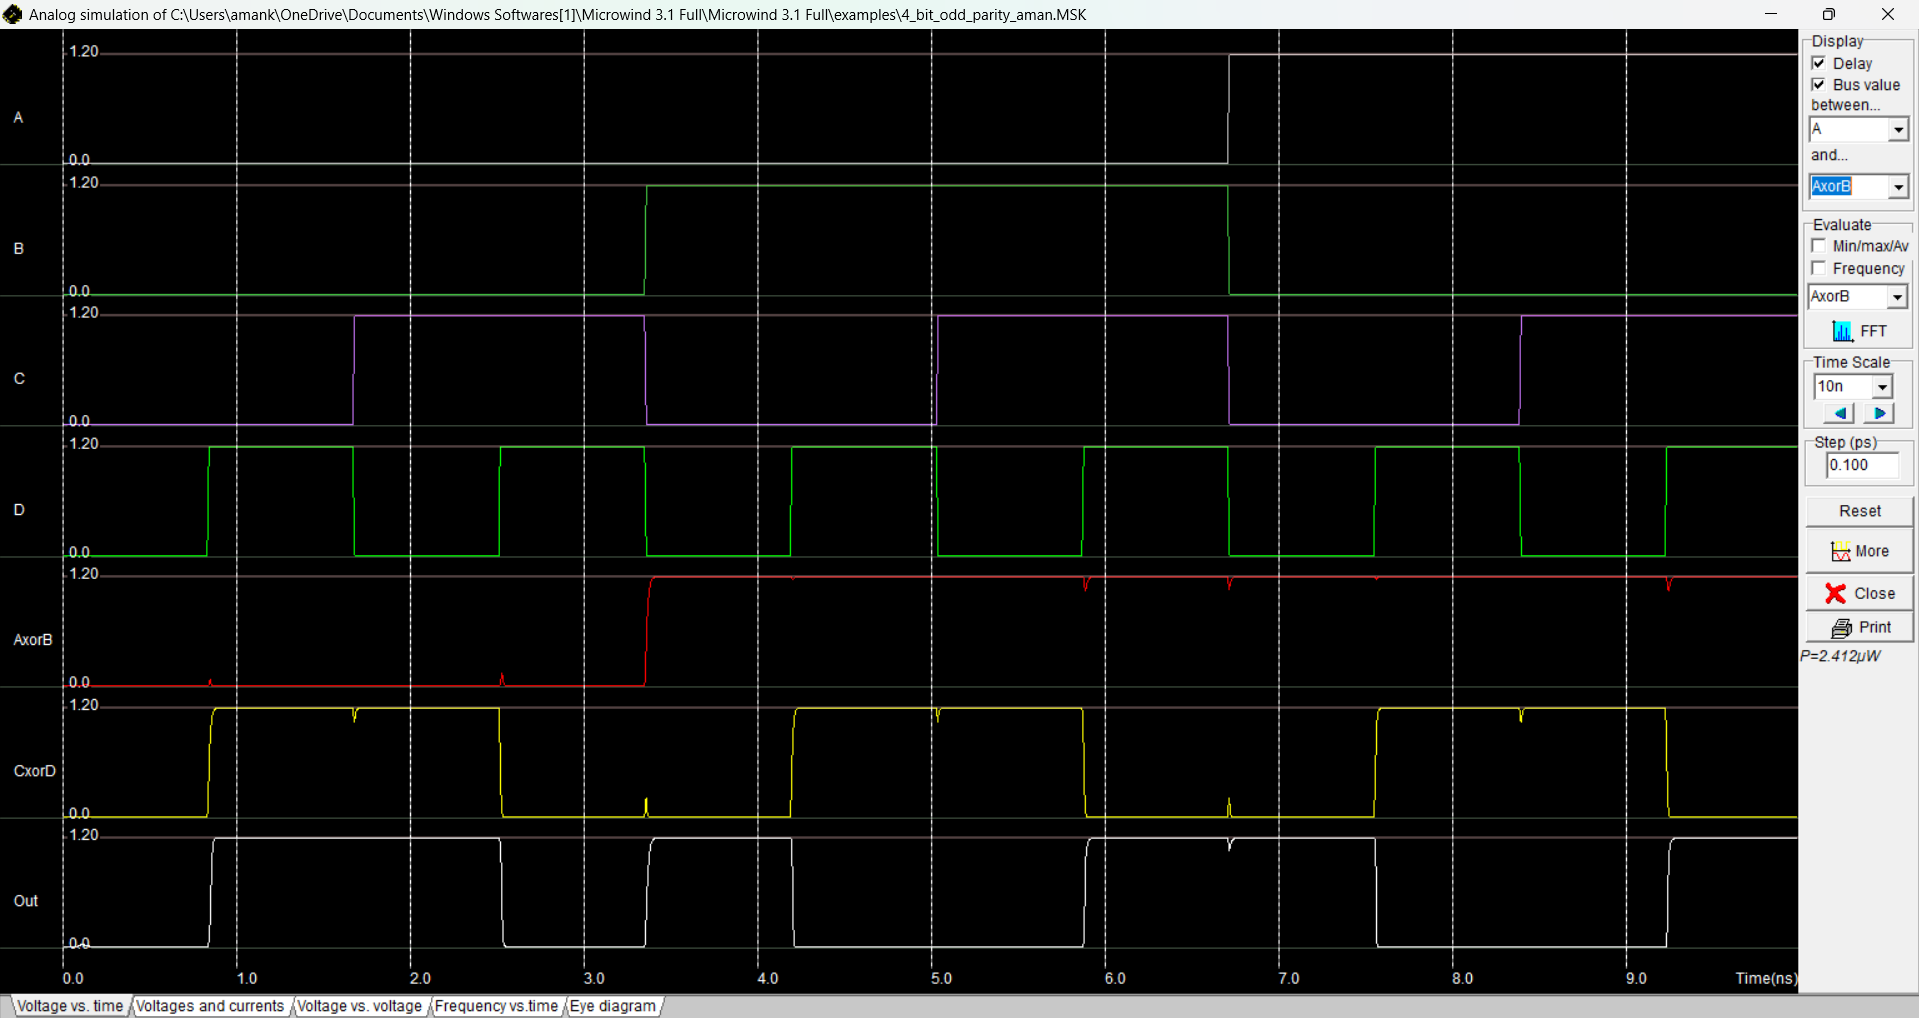 Analog simulation of C:\Users\amank\OneDrive\Documents\Windows Softwares[1]\Microwind 3.1 Full\Microwind 3.1 Full\examples\4_bit_odd_parity_aman.MSK
1.20
A
0.0
1.20
B
0.0
1.20
C
0.0
1.20
D
0.0
1.20
AxorB
0.0
1.20
CxorD
0.0
1.20
Out
0.0
0.0 1.0 2.0 3.0 4.0 5.0 6.0 7.0 8.0 9.0 Time(ns)
Voltage vs. time Voltages and currents Voltage vs. voltage Frequency vs.time Eye diagram
Display
Delay
Bus value
between...
A
and...
AxorB
Evaluate
Min/max/Av
Frequency
AxorB
FFT
Time Scale
10n
Step (ps)
0.100
Reset
More
Close
Print
P=2.412µW